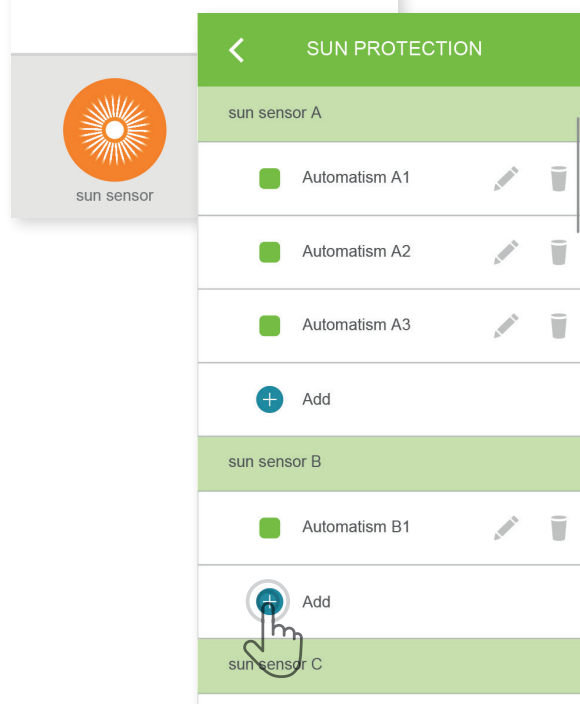 SUN PROTECTION
sun sensor
sun sensor A
Automatism A1
Automatism A2
Automatism A3
Add
sun sensor B
Automatism B1
Add
sun sensor C